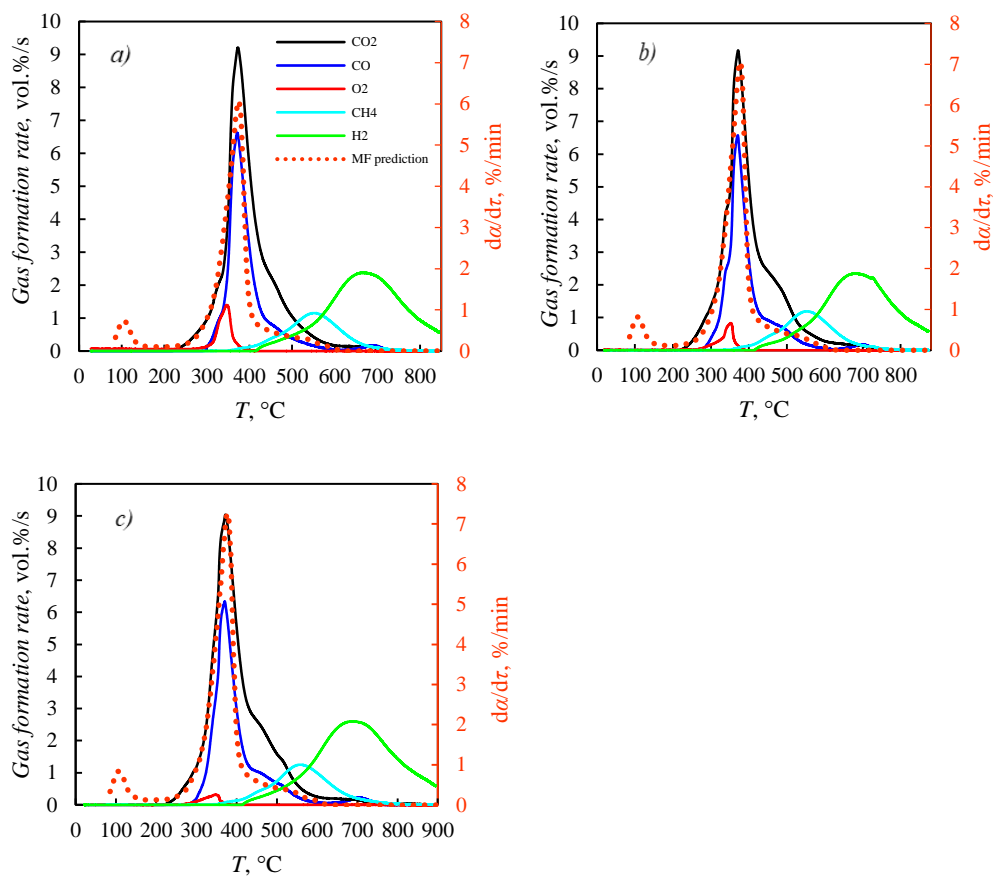 a)
CO2
CO
O2
CH4
H2
MF prediction
Gas formation rate, vol.%/s
10
9
8
7
6
5
4
3
2
1
0
8
7
6
5
4
3
2
1
0
dα/dτ, %/min
0 100 200 300 400 500 600 700 800
T, °C
b)
Gas formation rate, vol.%/s
10
9
8
7
6
5
4
3
2
1
0
8
7
6
5
4
3
2
1
0
dα/dτ, %/min
0 100 200 300 400 500 600 700 800
T, °C
c)
Gas formation rate, vol.%/s
10
9
8
7
6
5
4
3
2
1
0
8
7
6
5
4
3
2
1
0
dα/dτ, %/min
0 100 200 300 400 500 600 700 800 900
T, °C